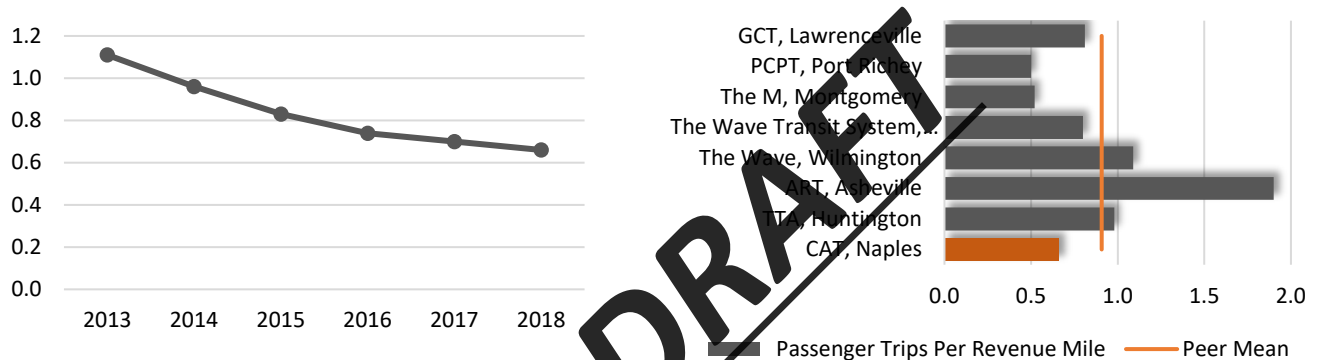 1.2
1.0
0.8
0.6
0.4
0.2
0.0
2013 2014 2015 2016 2017 2018
GCT, Lawrenceville
PCPT, Port Richey
The M, Montgomery
The Wave Transit System,..
The Wave, Wilmington
ART, Asheville
TTA, Huntington
CAT, Naples
0.0 0.5 1.0 1.5 2.0
Passenger Trips Per Revenue Mile Peer Mean
DRAFT